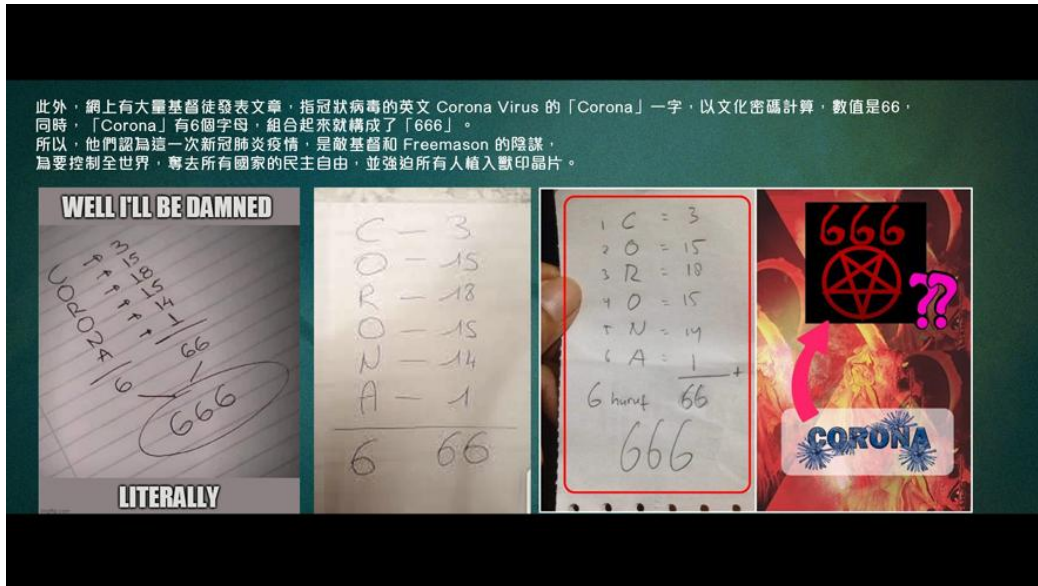 此外，網上有大量基督徒發表文章，指冠狀病毒的英文 Corona Virus 的「Corona」一字，以文化密碼計算，數值是66，
同時，「Corona」有6個字母，組合起來就構成了「666」。
所以，他們認為這一次新冠肺炎疫情，是敵基督和 Freemason 的陰謀，
為要控制全世界，奪去所有國家的民主自由，並強迫所有人植入獸印晶片。
WELL I'LL BE DAMNED
3
15
18
15
14
1
CORONA
66
6
666
LITERALLY
imgflip.com
C — 3
O — 15
R — 18
O — 15
N — 14
A — 1
6 66
1 C = 3
2 O = 15
3 R = 18
4 O = 15
5 N = 14
6 A = 1
+
6 huruf 66
666
666
??
CORONA